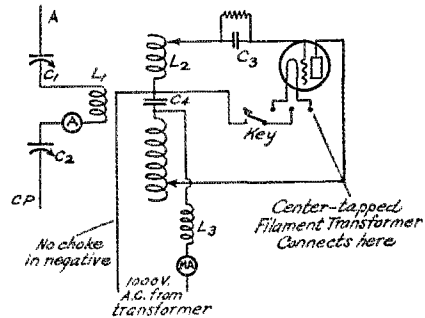 A
C1
L1
A
C2
CP
L2
C3
C4
Key
L3
MA
No choke
in negative
1000 V.
A.C. from
transformer
Center-tapped
Filament Transformer
Connects here